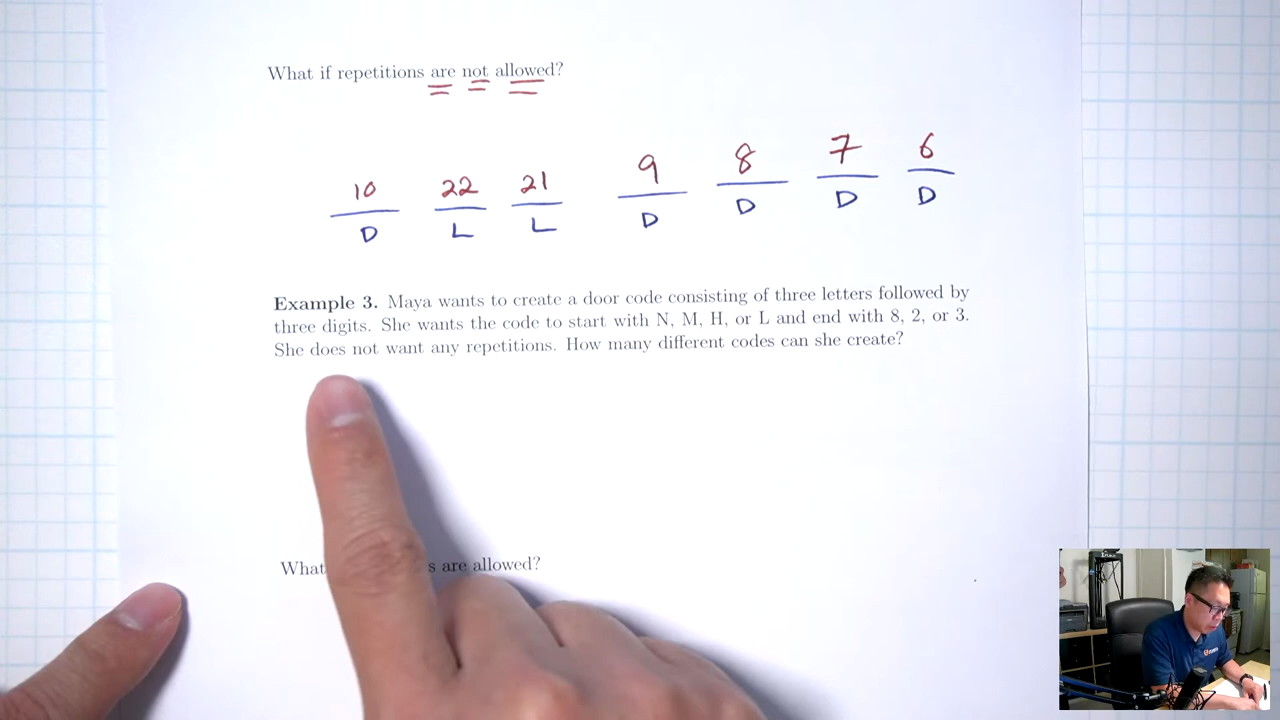 What if repetitions are not allowed?
10 22 21 9 8 7 6
D L L D D D D
Example 3. Maya wants to create a door code consisting of three letters followed by
three digits. She wants the code to start with N, M, H, or L and end with 8, 2, or 3.
She does not want any repetitions. How many different codes can she create?
What s are allowed?